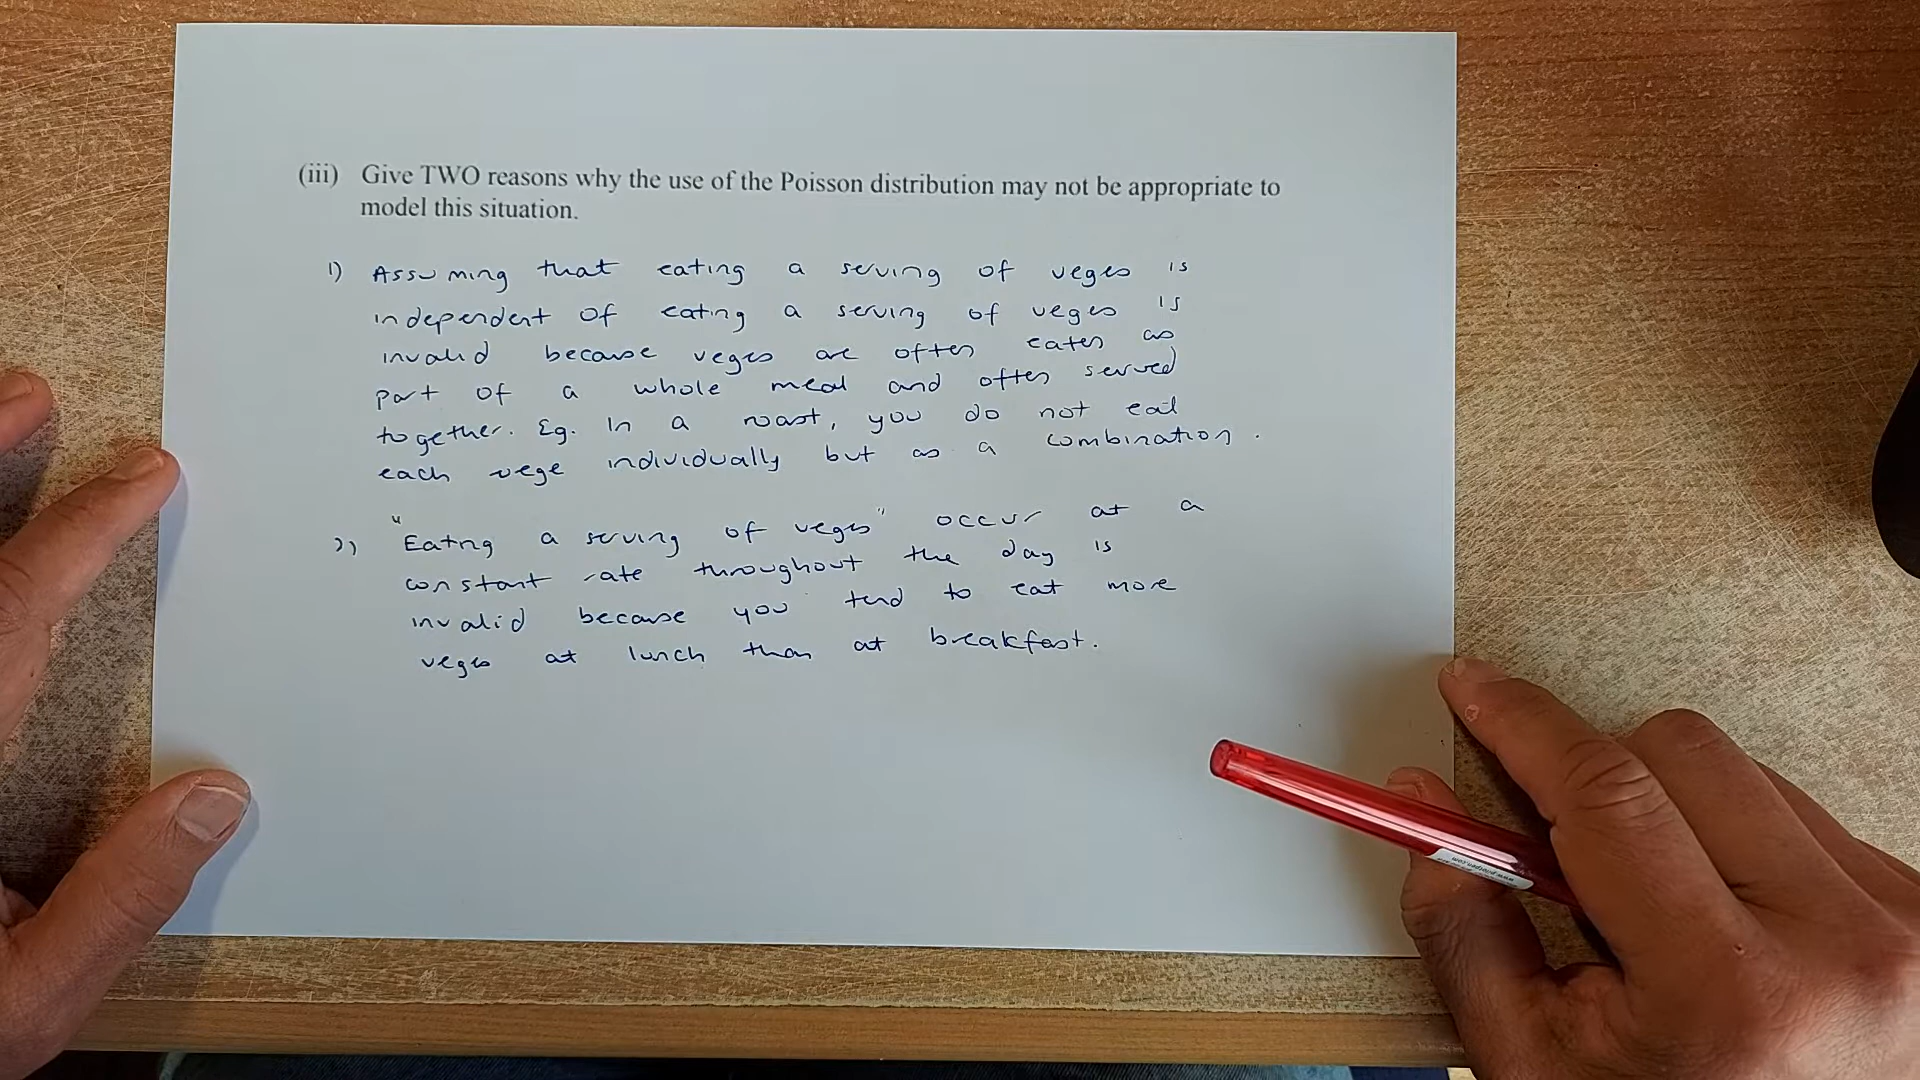 (iii) Give TWO reasons why the use of the Poisson distribution may not be appropriate to
model this situation.
1) Assuming that eating a serving of veges is
independent of eating a serving of veges is
invalid because veges are often eaten as
part of a whole meal and often served
together. Eg. In a roast, you do not eat
each vege individually but as a combination.
2) "Eating a serving of veges" occur at a
constant rate throughout the day is
invalid because you tend to eat more
veges at lunch than at breakfast.